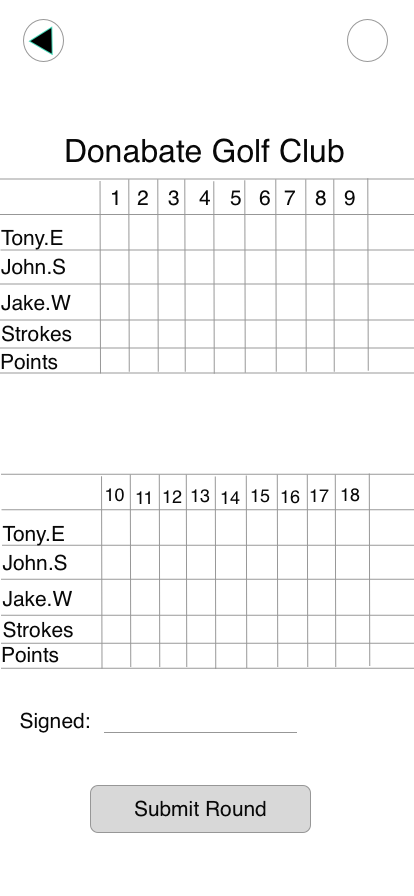 Donabate Golf Club
1 2 3 4 5 6 7 8 9
Tony.E
John.S
Jake.W
Strokes
Points
10 11 12 13 14 15 16 17 18
Tony.E
John.S
Jake.W
Strokes
Points
Signed:
Submit Round